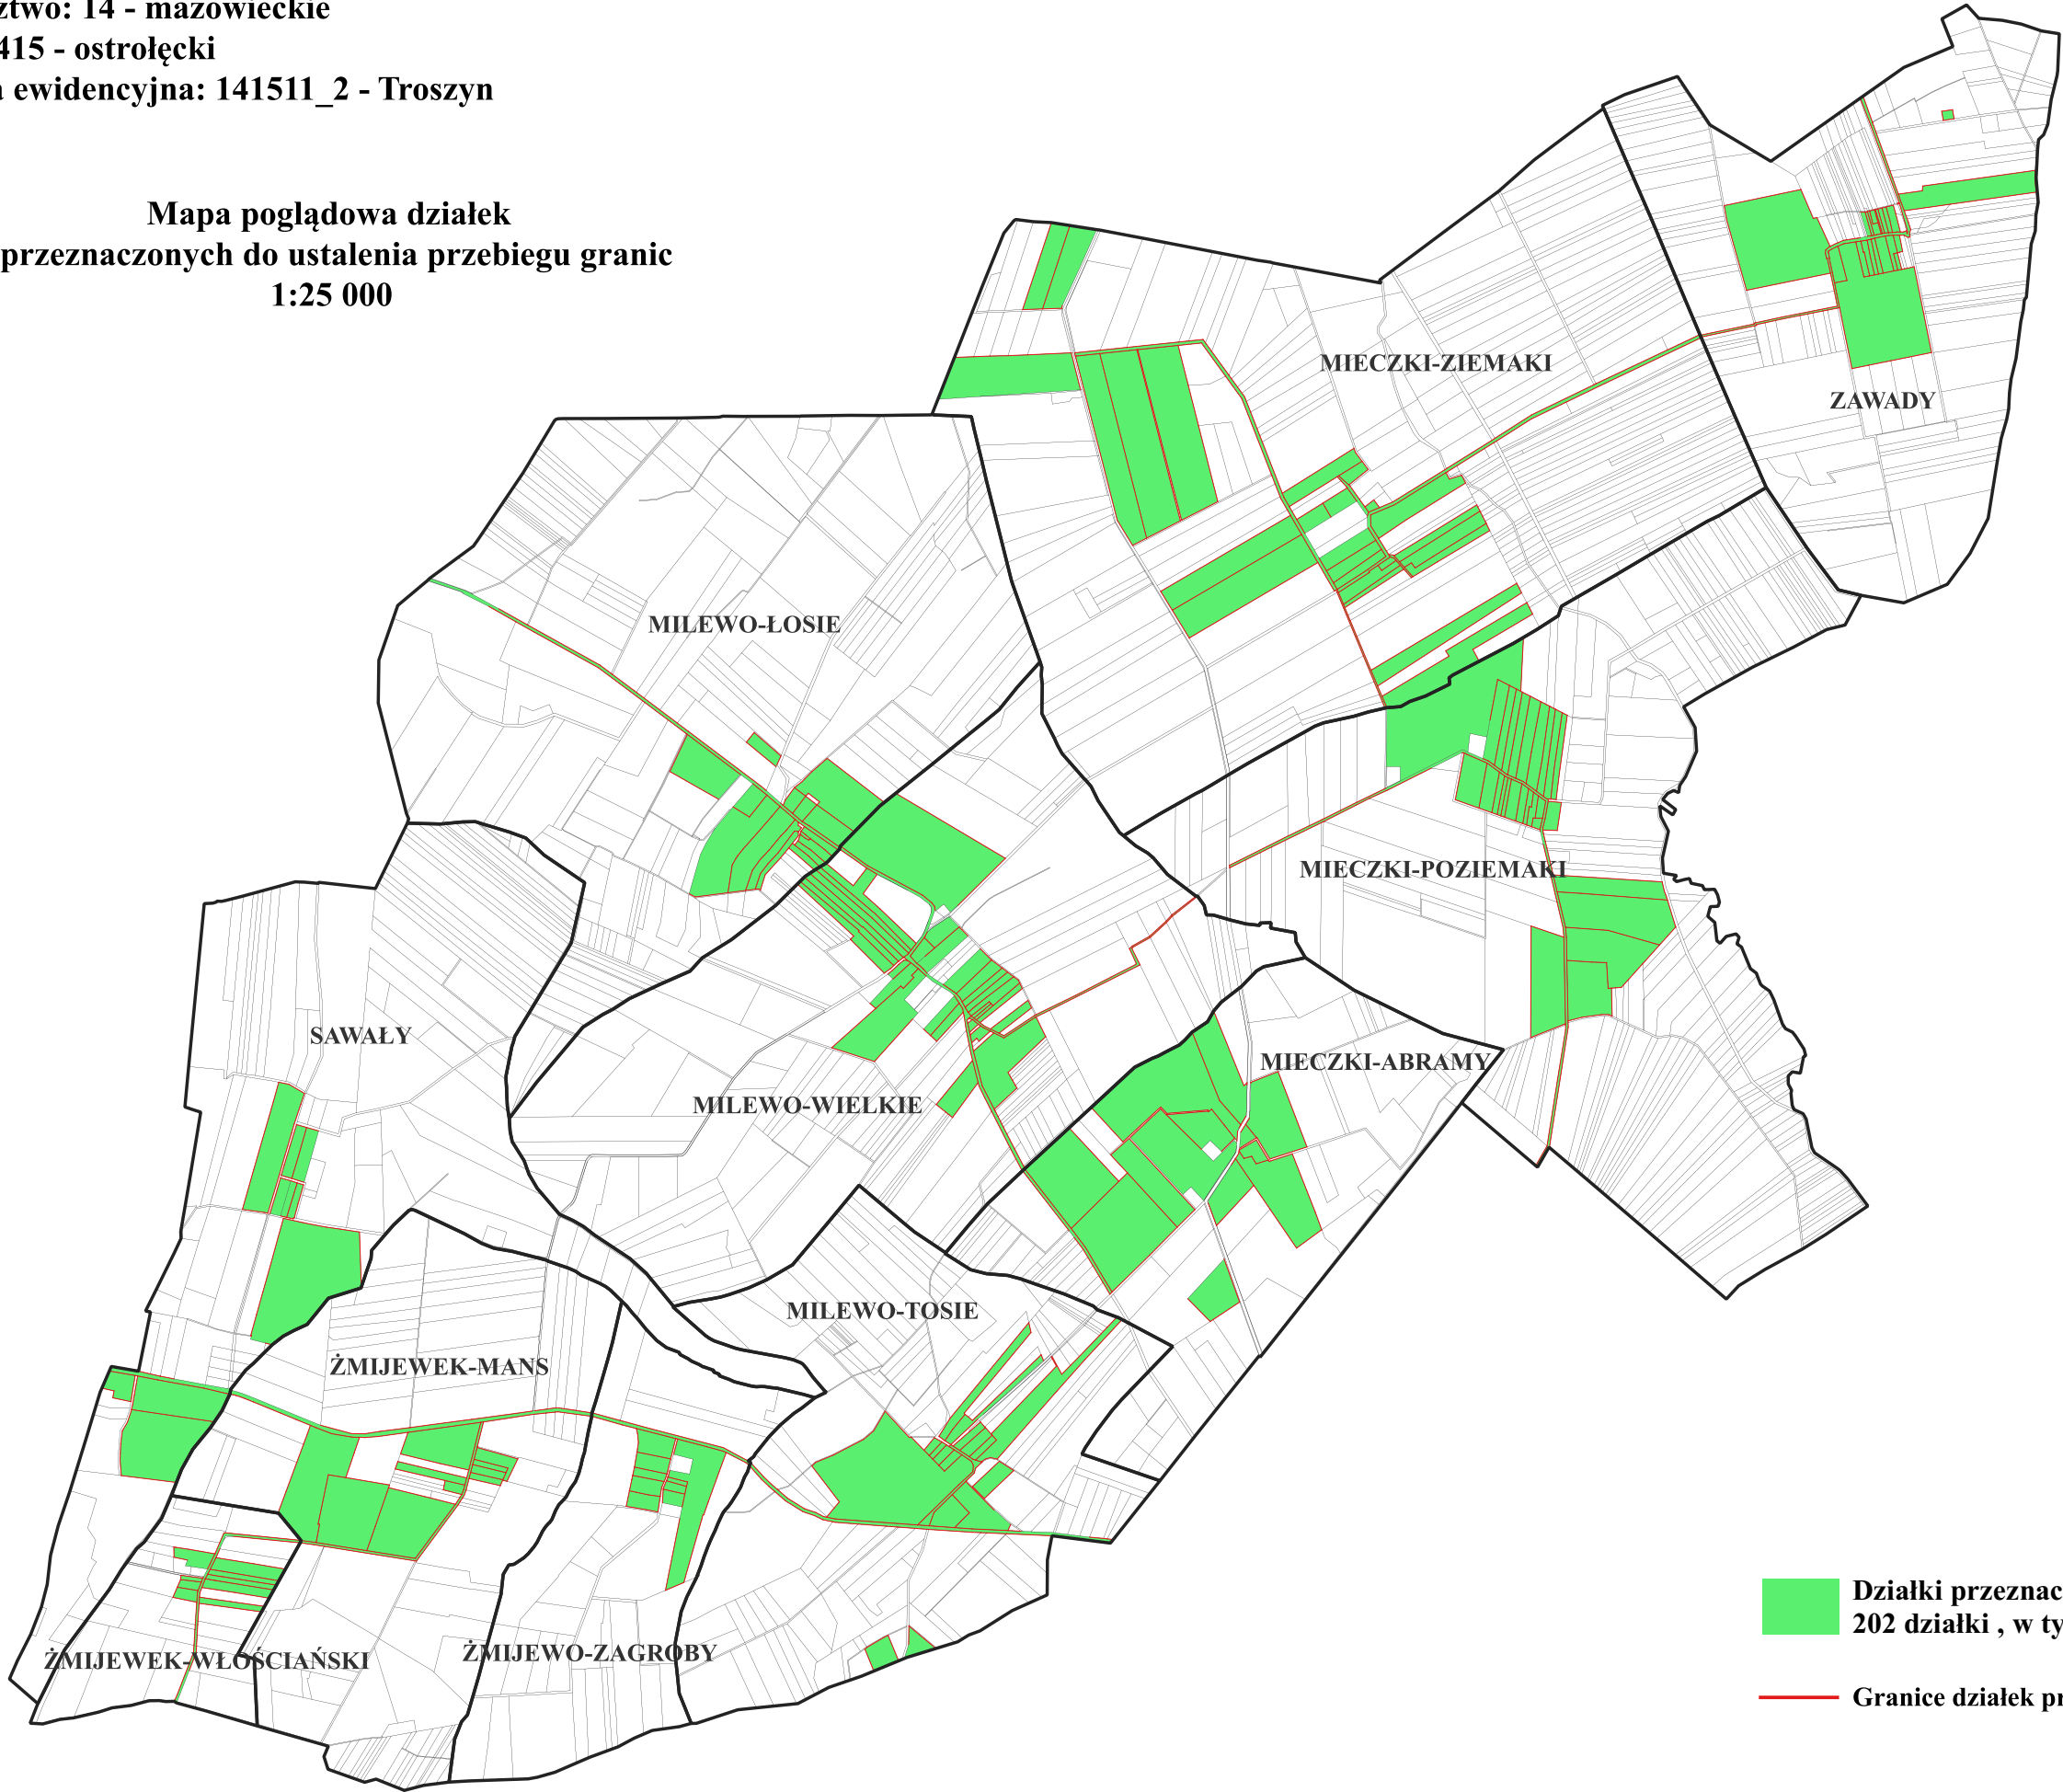 ztwo: 14 - mazowieckie
415 - ostrołęcki
a ewidencyjna: 141511_2 - Troszyn
Mapa poglądowa działek
przeznaczonych do ustalenia przebiegu granic
1:25 000
MIECZKI-ZIEMAKI
ZAWADY
MILEWO-ŁOSIE
MIECZKI-POZIEMAKI
SAWAŁY
MIECZKI-ABRAMY
MILEWO-WIELKIE
MILEWO-TOSIE
ŻMIJEWEK-MANS
ŻMIJEWEK-WŁOŚCIAŃSKI
ŻMIJEWO-ZAGROBY
Działki przeznac
202 działki , w ty
Granice działek pr